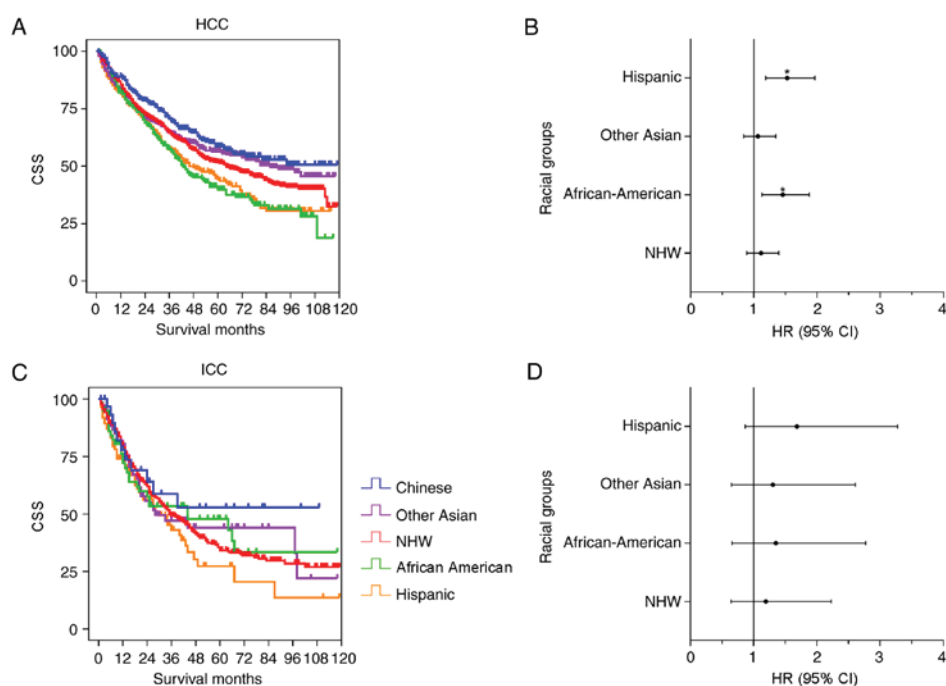 A
HCC
100
75
50
25
0
CSS
0 12 24 36 48 60 72 84 96 108 120
Survival months
B
Racial groups
Hispanic
*
Other Asian
African-American
*
NHW
0 1 2 3 4
HR (95% CI)
C
ICC
100
75
50
25
0
CSS
0 12 24 36 48 60 72 84 96 108 120
Survival months
Chinese
Other Asian
NHW
African American
Hispanic
D
Racial groups
Hispanic
Other Asian
African-American
NHW
0 1 2 3 4
HR (95% CI)